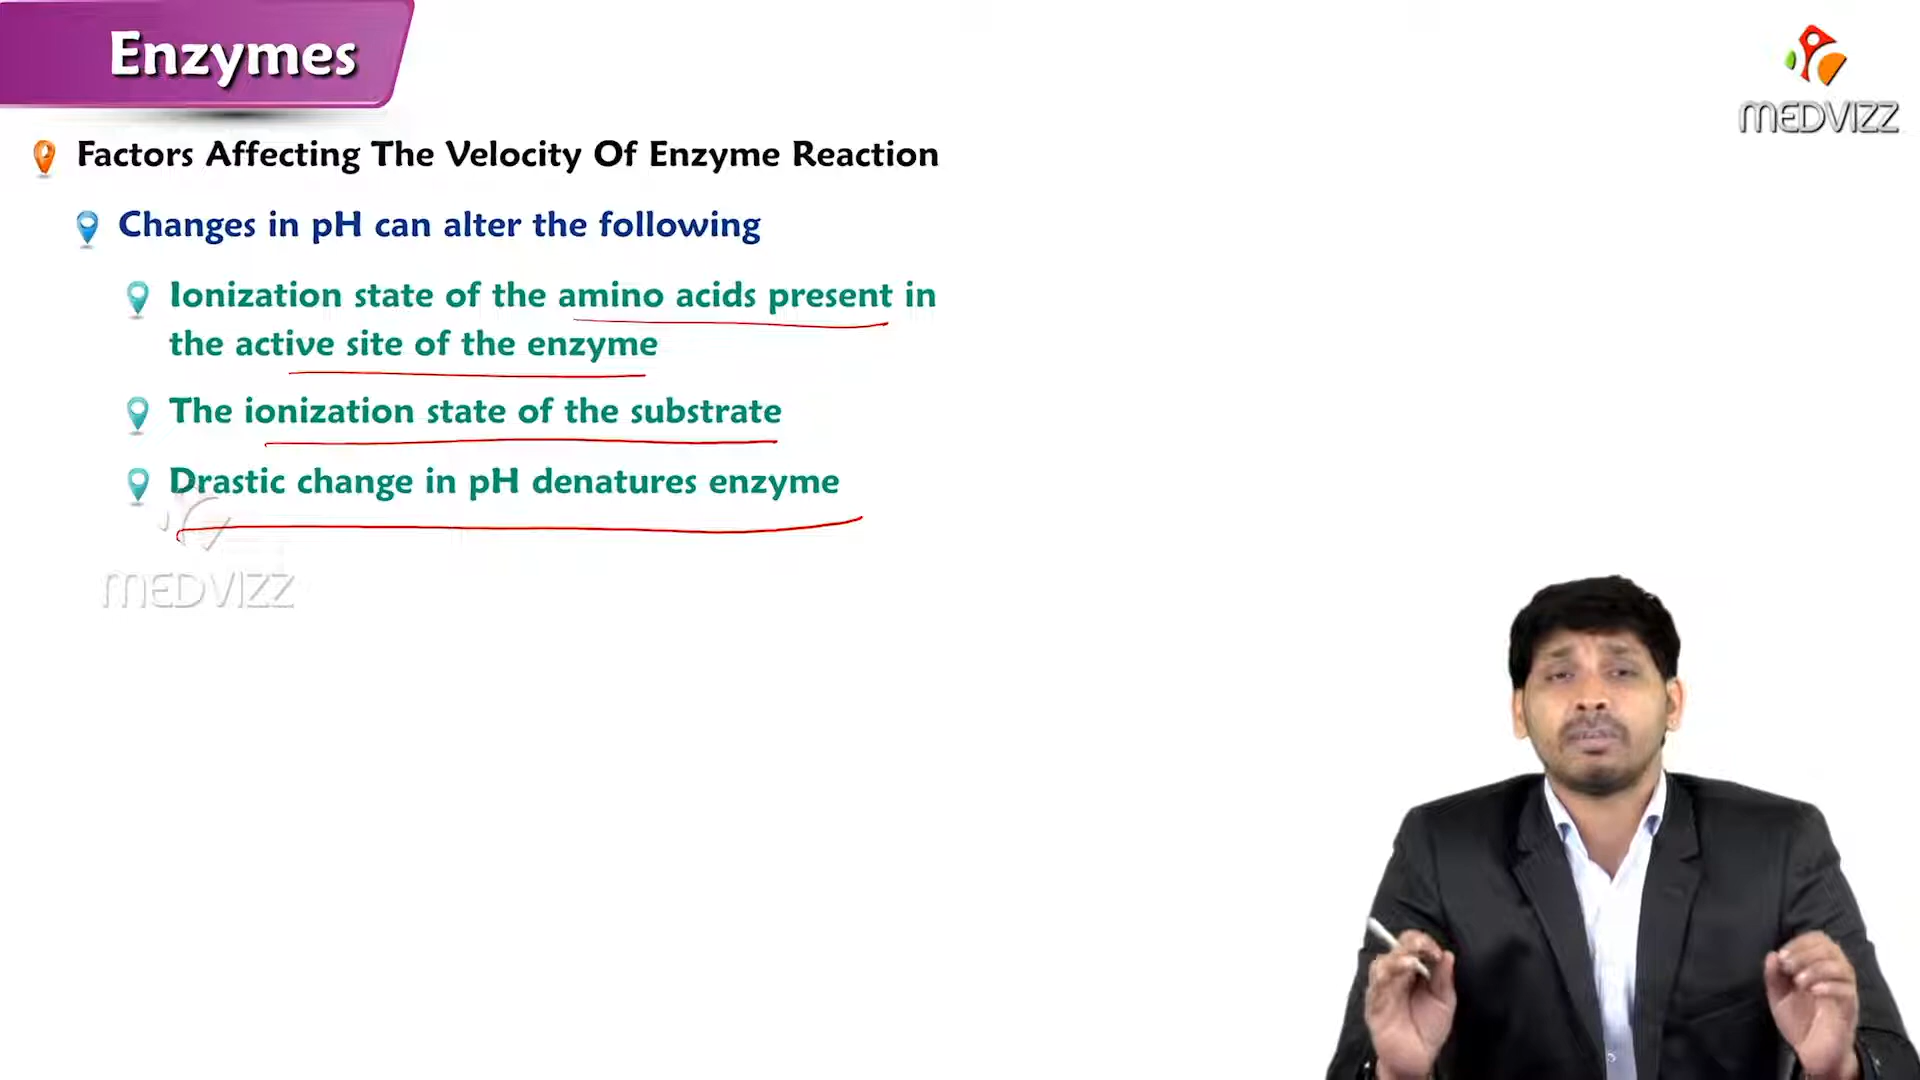 Enzymes
MEDVIZZ
Factors Affecting The Velocity Of Enzyme Reaction
Changes in pH can alter the following
Ionization state of the amino acids present in
the active site of the enzyme
The ionization state of the substrate
Drastic change in pH denatures enzyme
MEDVIZZ